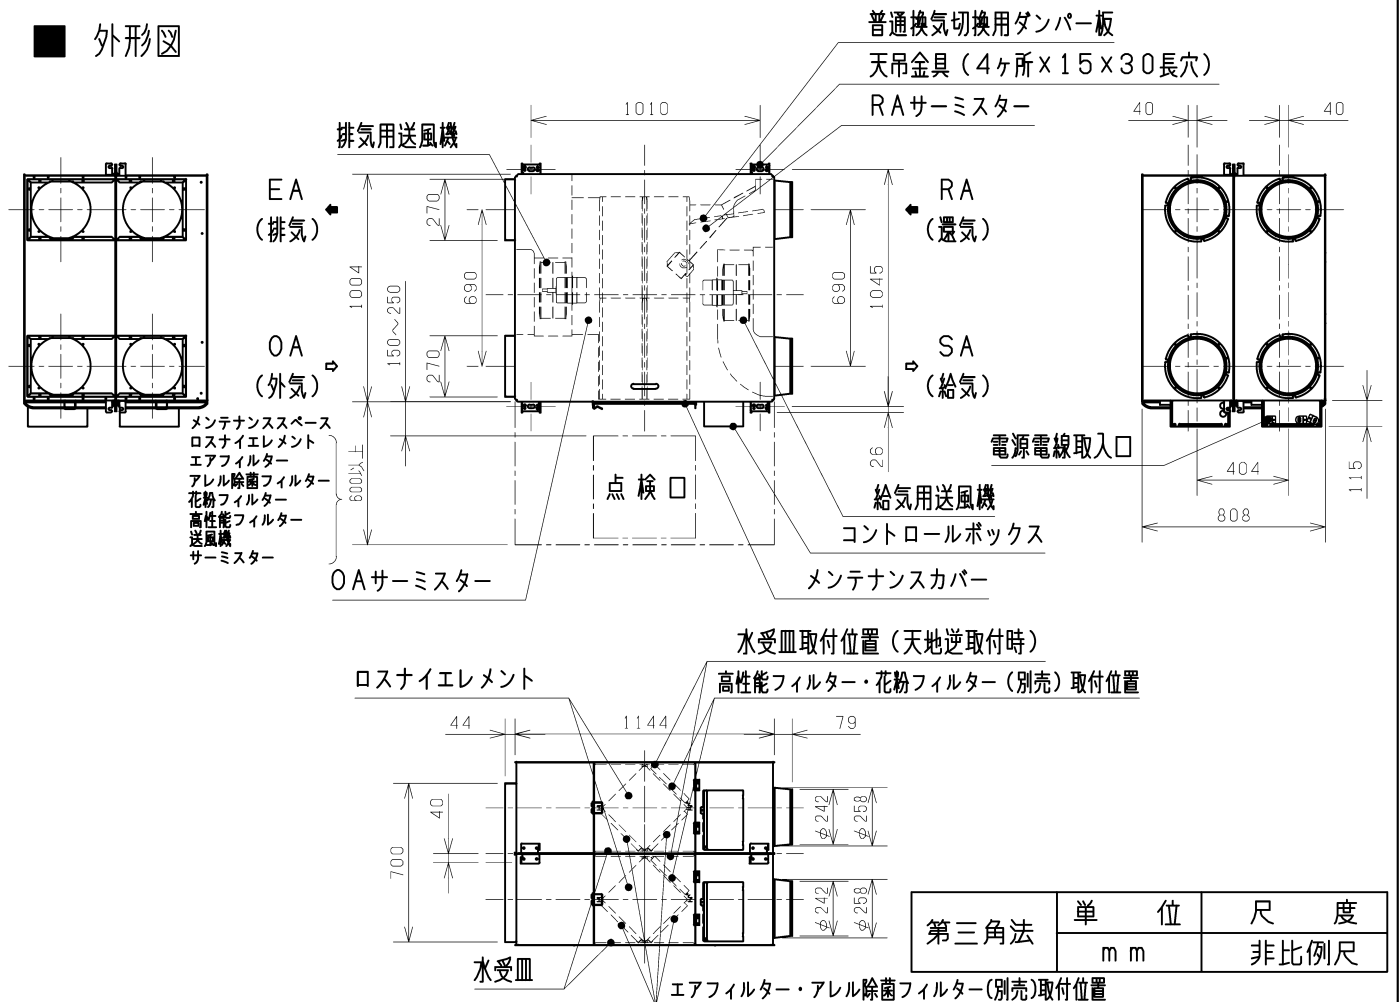 ■ 外形図
普通換気切換用ダンパー板
天吊金具（4ヶ所×15×30長穴）
RAサーミスター
排気用送風機
1010
40
40
EA
（排気）
RA
（還気）
270
690
1004
150～250
690
1045
OA
（外気）
SA
（給気）
270
メンテナンススペース
ロスナイエレメント
エアフィルター
アレル除菌フィルター
花粉フィルター
高性能フィルター
送風機
サーミスター
600以上
点検口
26
電源電線取入口
404
115
808
給気用送風機
コントロールボックス
OAサーミスター
メンテナンスカバー
水受皿取付位置（天地逆取付時）
ロスナイエレメント
高性能フィルター・花粉フィルター（別売）取付位置
44
1144
79
40
700
φ242
φ258
φ242
φ258
水受皿
エアフィルター・アレル除菌フィルター(別売)取付位置
第三角法
単位
尺度
mm
非比例尺